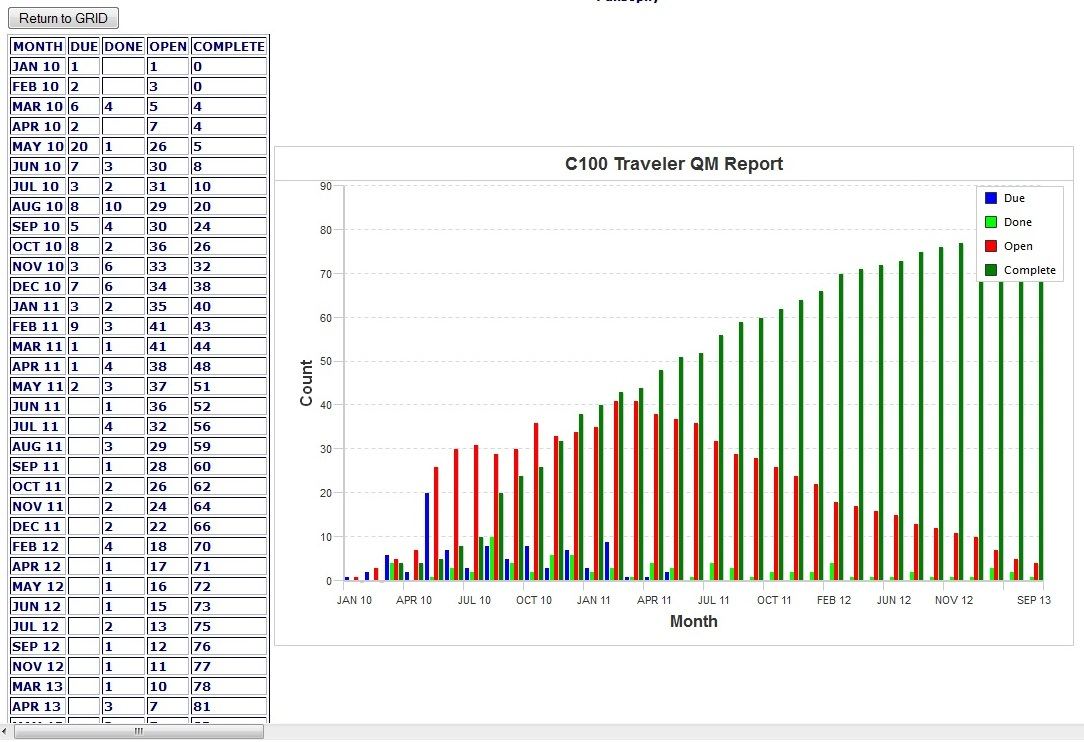 Return to GRID
MONTH DUE DONE OPEN COMPLETE
JAN 10 1 1 0
FEB 10 2 3 0
MAR 10 6 4 5 4
APR 10 2 7 4
MAY 10 20 1 26 5
JUN 10 7 3 30 8
JUL 10 3 2 31 10
AUG 10 8 10 29 20
SEP 10 5 4 30 24
OCT 10 8 2 36 26
NOV 10 3 6 33 32
DEC 10 7 6 34 38
JAN 11 3 2 35 40
FEB 11 9 3 41 43
MAR 11 1 1 41 44
APR 11 1 4 38 48
MAY 11 2 3 37 51
JUN 11 1 36 52
JUL 11 4 32 56
AUG 11 3 29 59
SEP 11 1 28 60
OCT 11 2 26 62
NOV 11 2 24 64
DEC 11 2 22 66
FEB 12 4 18 70
APR 12 1 17 71
MAY 12 1 16 72
JUN 12 1 15 73
JUL 12 2 13 75
SEP 12 1 12 76
NOV 12 1 11 77
MAR 13 1 10 78
APR 13 3 7 81
C100 Traveler QM Report
Due
Done
Open
Complete
90
80
70
60
50
40
30
20
10
0
Count
JAN 10 APR 10 JUL 10 OCT 10 JAN 11 APR 11 JUL 11 OCT 11 FEB 12 JUN 12 NOV 12 SEP 13
Month